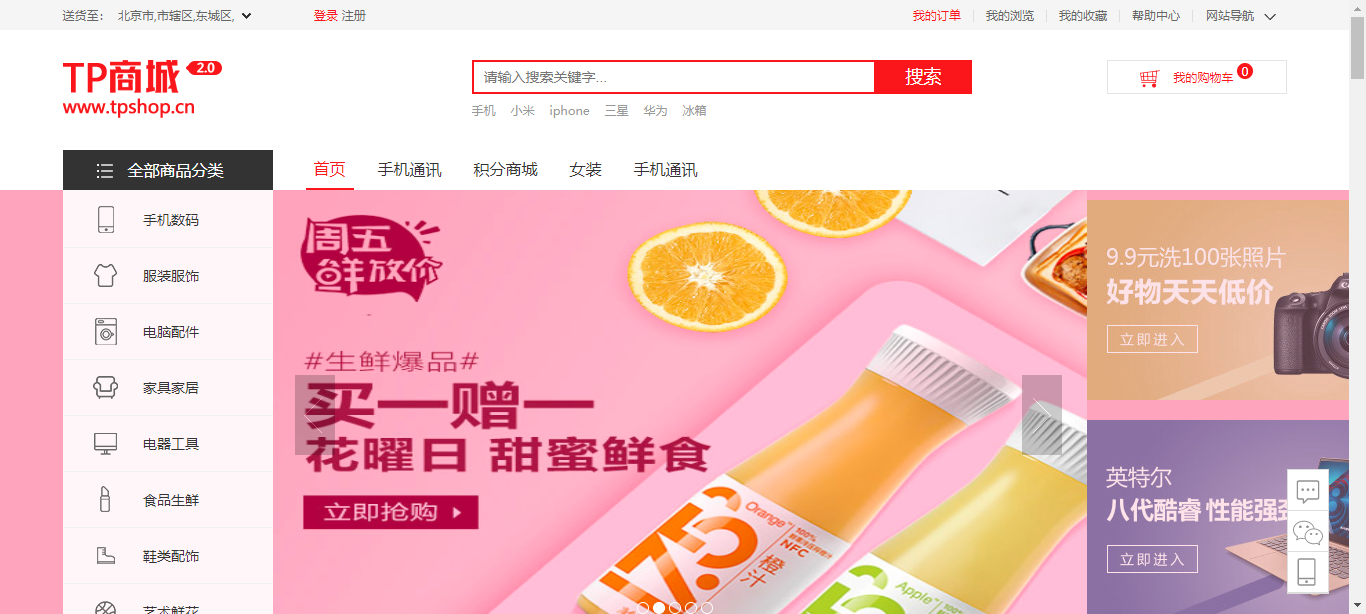 送货至: 北京市,市辖区,东城区, 登录 注册 我的订单 我的浏览 我的收藏 帮助中心 网站导航
TP商城 2.0
www.tpshop.cn
请输入搜索关键字... 搜索
手机 小米 iphone 三星 华为 冰箱
我的购物车 0
全部商品分类 首页 手机通讯 积分商城 女装 手机通讯
手机数码
服装服饰
电脑配件
家具家居
电器工具
食品生鲜
鞋类配饰
艺术鲜花
周五
鲜放价
#生鲜爆品#
买一赠一
花曜日 甜蜜鲜食
立即抢购
Orange™
100%
NFC
橙汁
Apple™
100%
9.9元洗100张照片
好物天天低价
立即进入
英特尔
八代酷睿 性能强劲
立即进入